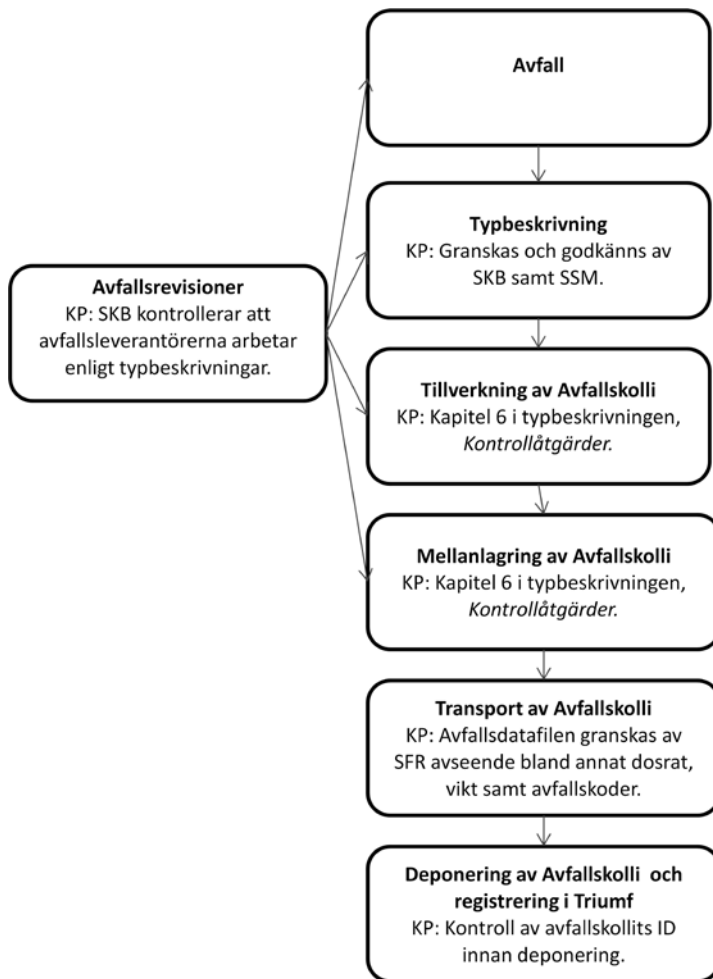 Avfall
Typbeskrivning
KP: Granskas och godkänns av
SKB samt SSM.
Avfallsrevisioner
KP: SKB kontrollerar att
avfallsleverantörerna arbetar
enligt typbeskrivningar.
Tillverkning av Avfallskolli
KP: Kapitel 6 i typbeskrivningen,
Kontrollåtgärder.
Mellanlagring av Avfallskolli
KP: Kapitel 6 i typbeskrivningen,
Kontrollåtgärder.
Transport av Avfallskolli
KP: Avfallsdatafilen granskas av
SFR avseende bland annat dosrat,
vikt samt avfallskoder.
Deponering av Avfallskolli och
registrering i Triumf
KP: Kontroll av avfallskollits ID
innan deponering.